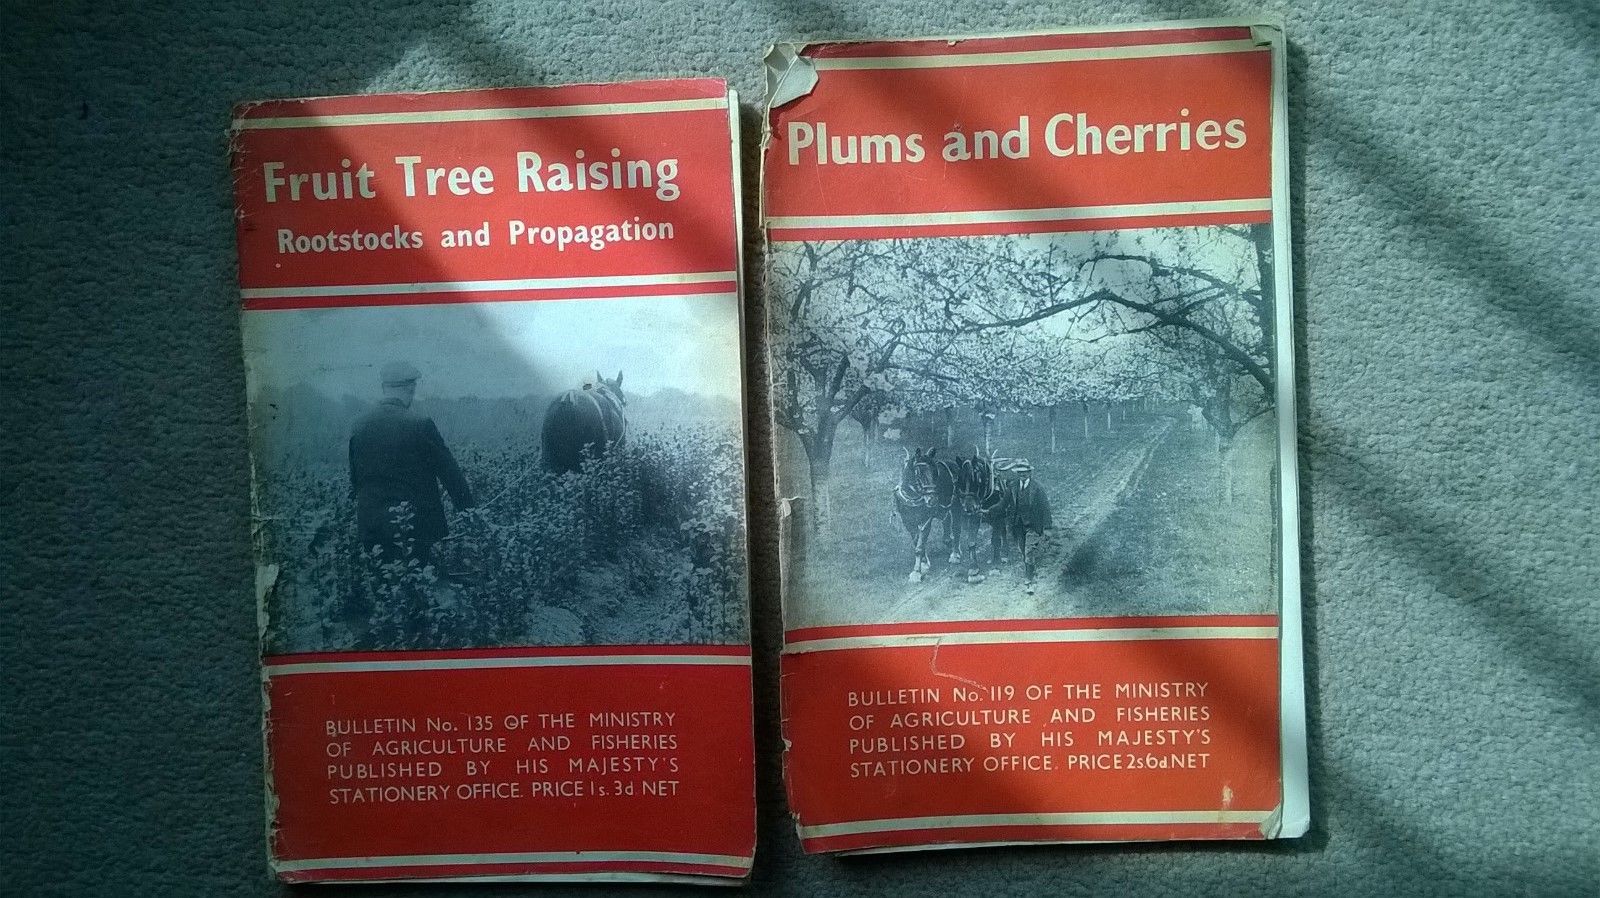 Fruit Tree Raising
Rootstocks and Propagation
BULLETIN No. 135 OF THE MINISTRY
OF AGRICULTURE AND FISHERIES
PUBLISHED BY HIS MAJESTY'S
STATIONERY OFFICE. PRICE 1s. 3d NET
Plums and Cherries
BULLETIN No. 119 OF THE MINISTRY
OF AGRICULTURE AND FISHERIES
PUBLISHED BY HIS MAJESTY'S
STATIONERY OFFICE. PRICE 2s6d.NET